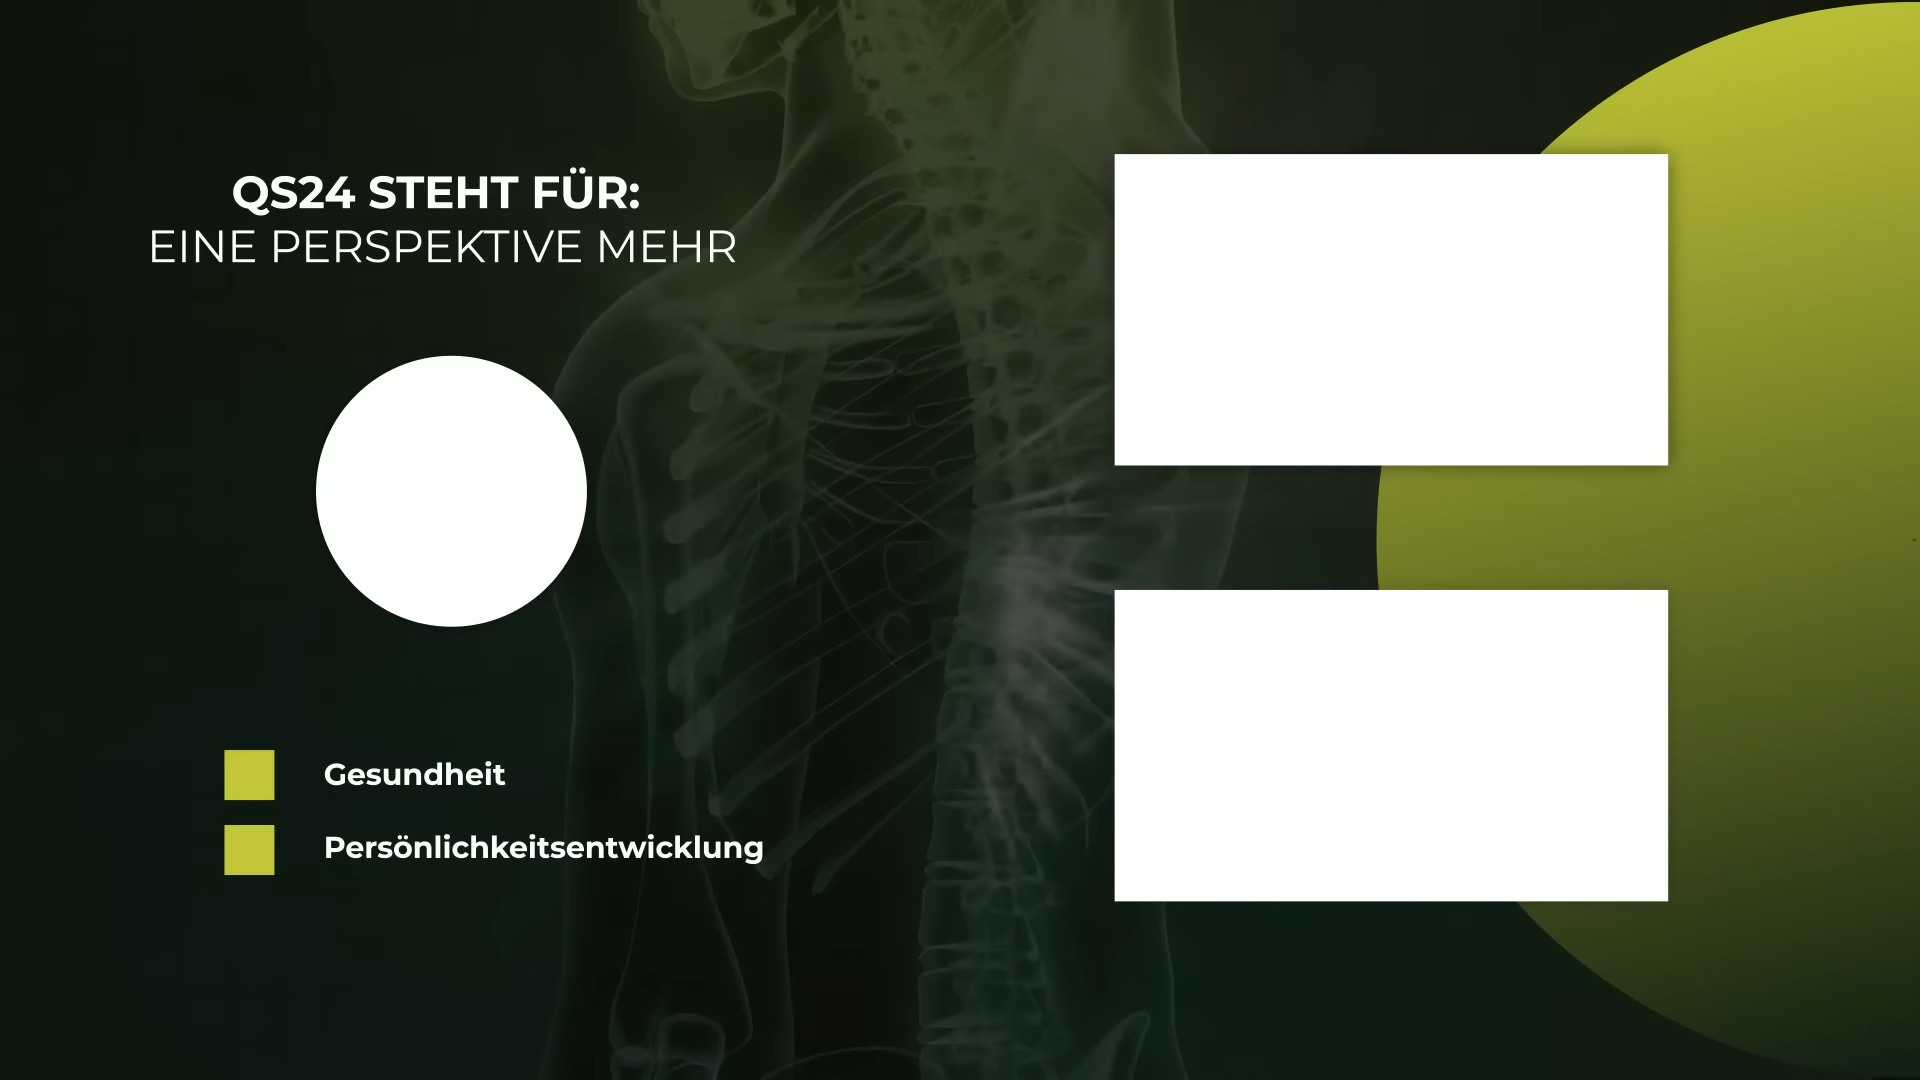 QS24 STEHT FÜR:
EINE PERSPEKTIVE MEHR
Gesundheit
Persönlichkeitsentwicklung